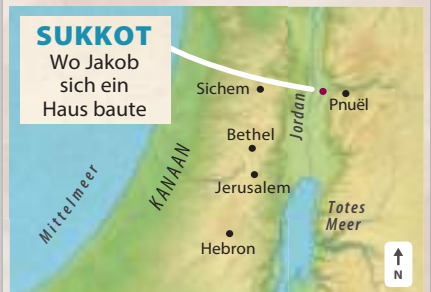 SUKKOT
Wo Jakob
sich ein
Haus baute
Sichem
Pnuël
Jordan
Bethel
KANAAN
Jerusalem
Mittelmeer
Totes
Meer
Hebron
N